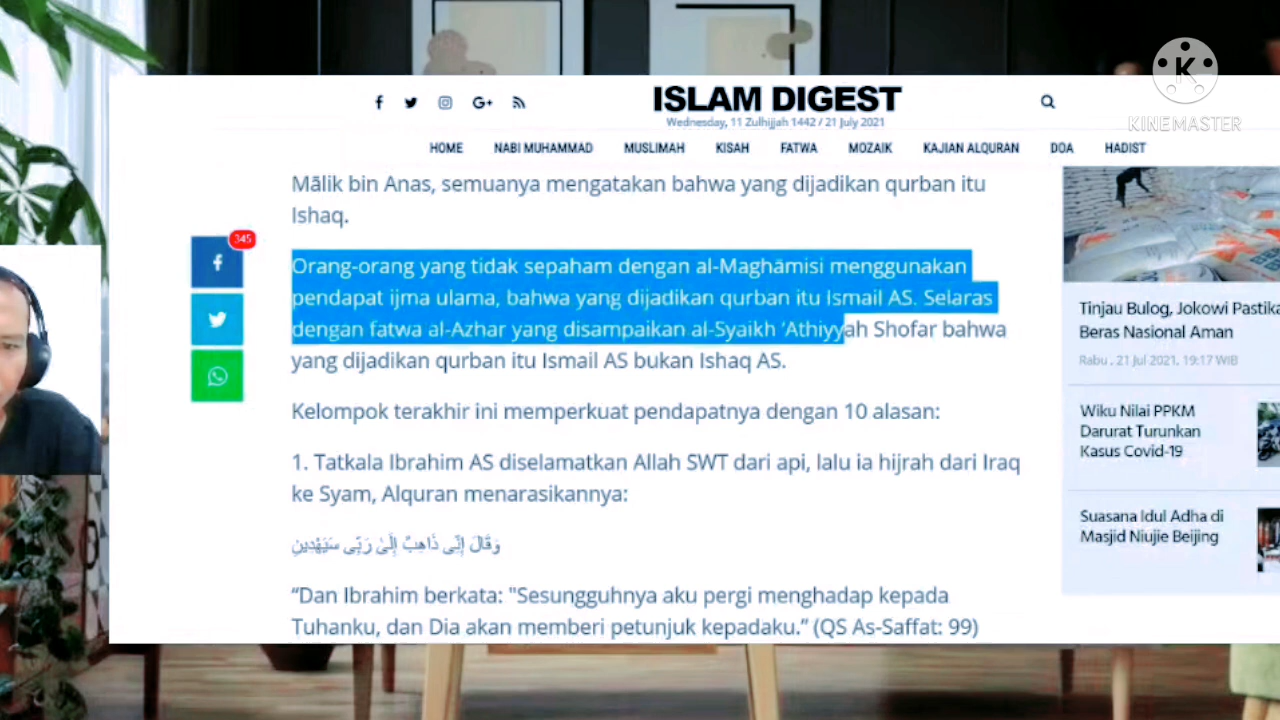 KINEMASTER
ISLAM DIGEST
Wednesday, 11 Zulhijjah 1442 / 21 July 2021
HOME NABI MUHAMMAD MUSLIMAH KISAH FATWA MOZAIK KAJIAN ALQURAN DOA HADIST
Mālik bin Anas, semuanya mengatakan bahwa yang dijadikan qurban itu
Ishaq.
345
Orang-orang yang tidak sepaham dengan al-Maghāmisi menggunakan
pendapat ijma ulama, bahwa yang dijadikan qurban itu Ismail AS. Selaras
dengan fatwa al-Azhar yang disampaikan al-Syaikh ‘Athiyyah Shofar bahwa
yang dijadikan qurban itu Ismail AS bukan Ishaq AS.
Kelompok terakhir ini memperkuat pendapatnya dengan 10 alasan:
1. Tatkala Ibrahim AS diselamatkan Allah SWT dari api, lalu ia hijrah dari Iraq
ke Syam, Alquran menarasikannya:
وَقَالَ إِنِّي ذَاهِبٌ إِلَىٰ رَبِّي سَيَهْدِينِ
“Dan Ibrahim berkata: "Sesungguhnya aku pergi menghadap kepada
Tuhanku, dan Dia akan memberi petunjuk kepadaku.” (QS As-Saffat: 99)
Tinjau Bulog, Jokowi Pastika
Beras Nasional Aman
Rabu , 21 Jul 2021, 19:17 WIB
Wiku Nilai PPKM
Darurat Turunkan
Kasus Covid-19
Suasana Idul Adha di
Masjid Niujie Beijing